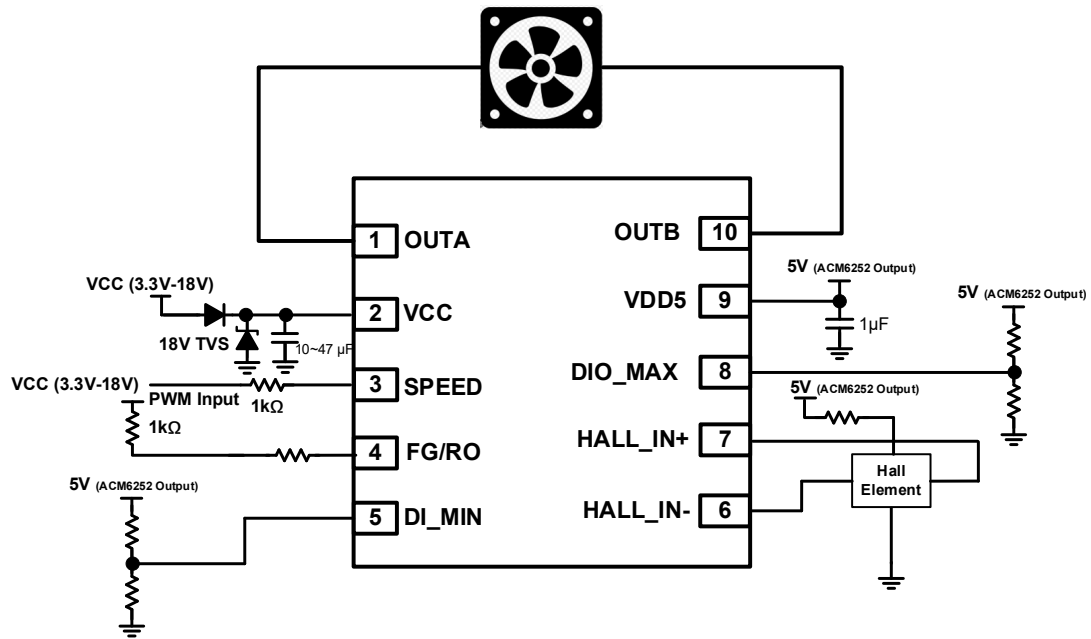 1 OUTA
OUTB 10
VCC (3.3V-18V)
2 VCC
18V TVS
10~47 µF
5V (ACM6252 Output)
VDD5 9
1µF
5V (ACM6252 Output)
VCC (3.3V-18V)
PWM Input
1kΩ
3 SPEED
DIO_MAX 8
1kΩ
4 FG/RO
5V (ACM6252 Output)
HALL_IN+ 7
Hall
Element
5V (ACM6252 Output)
5 DI_MIN
HALL_IN- 6